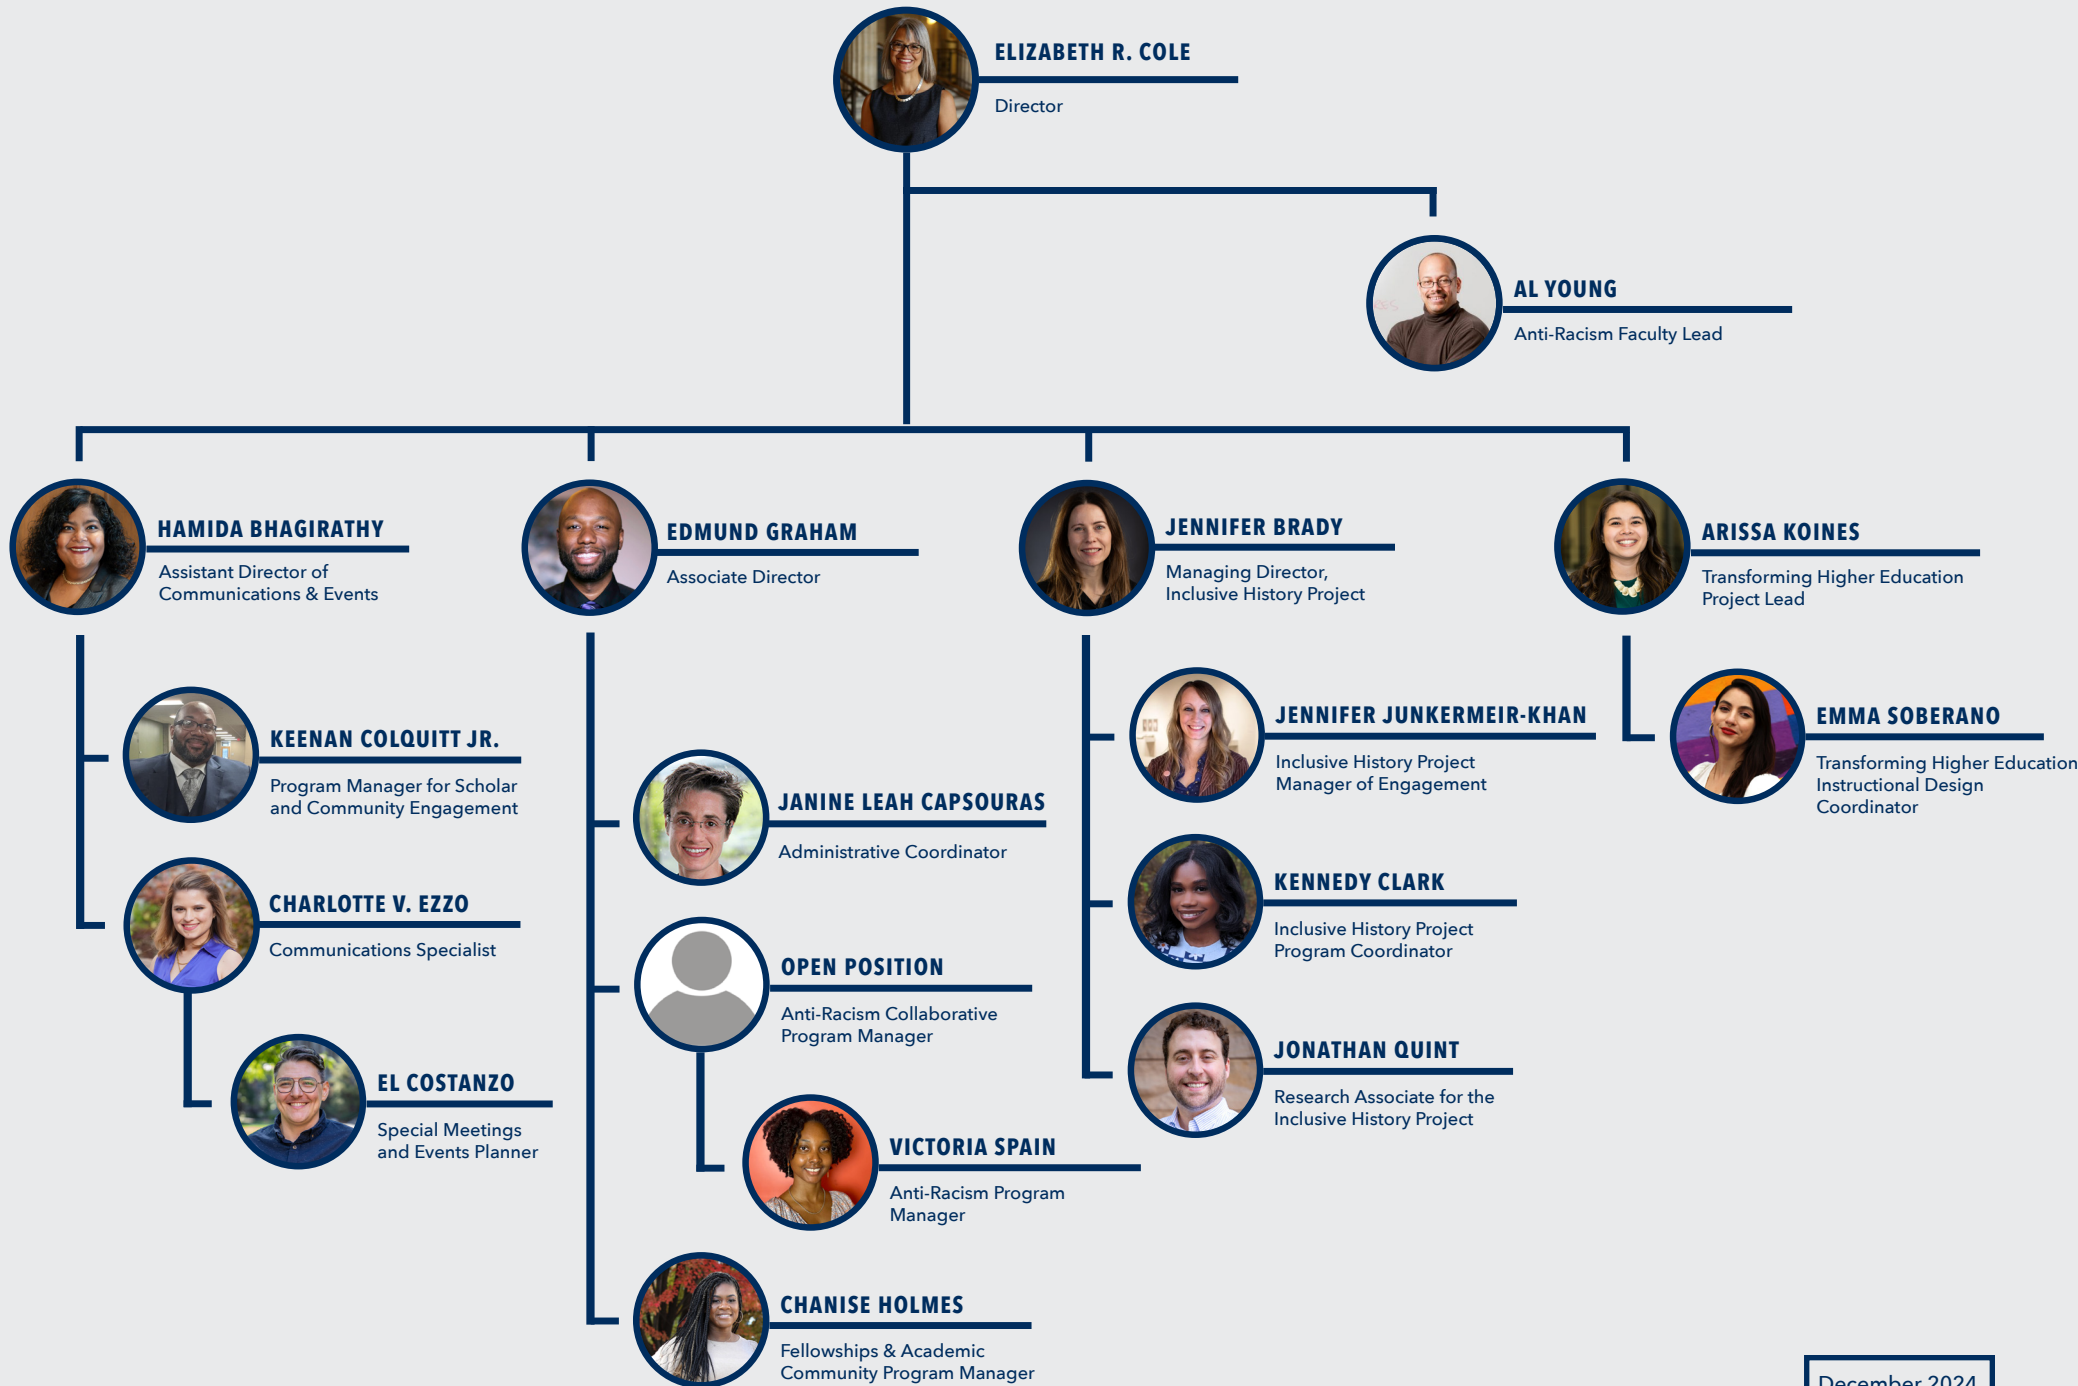 ELIZABETH R. COLE
Director
AL YOUNG
Anti-Racism Faculty Lead
HAMIDA BHAGIRATHY
Assistant Director of
Communications & Events
KEENAN COLQUITT JR.
Program Manager for Scholar
and Community Engagement
CHARLOTTE V. EZZO
Communications Specialist
EL COSTANZO
Special Meetings
and Events Planner
EDMUND GRAHAM
Associate Director
JANINE LEAH CAPSOURAS
Administrative Coordinator
OPEN POSITION
Anti-Racism Collaborative
Program Manager
VICTORIA SPAIN
Anti-Racism Program
Manager
CHANISE HOLMES
Fellowships & Academic
Community Program Manager
JENNIFER BRADY
Managing Director,
Inclusive History Project
JENNIFER JUNKERMEIR-KHAN
Inclusive History Project
Manager of Engagement
KENNEDY CLARK
Inclusive History Project
Program Coordinator
JONATHAN QUINT
Research Associate for the
Inclusive History Project
ARISSA KOINES
Transforming Higher Education
Project Lead
EMMA SOBERANO
Transforming Higher Education
Instructional Design
Coordinator
December 2024